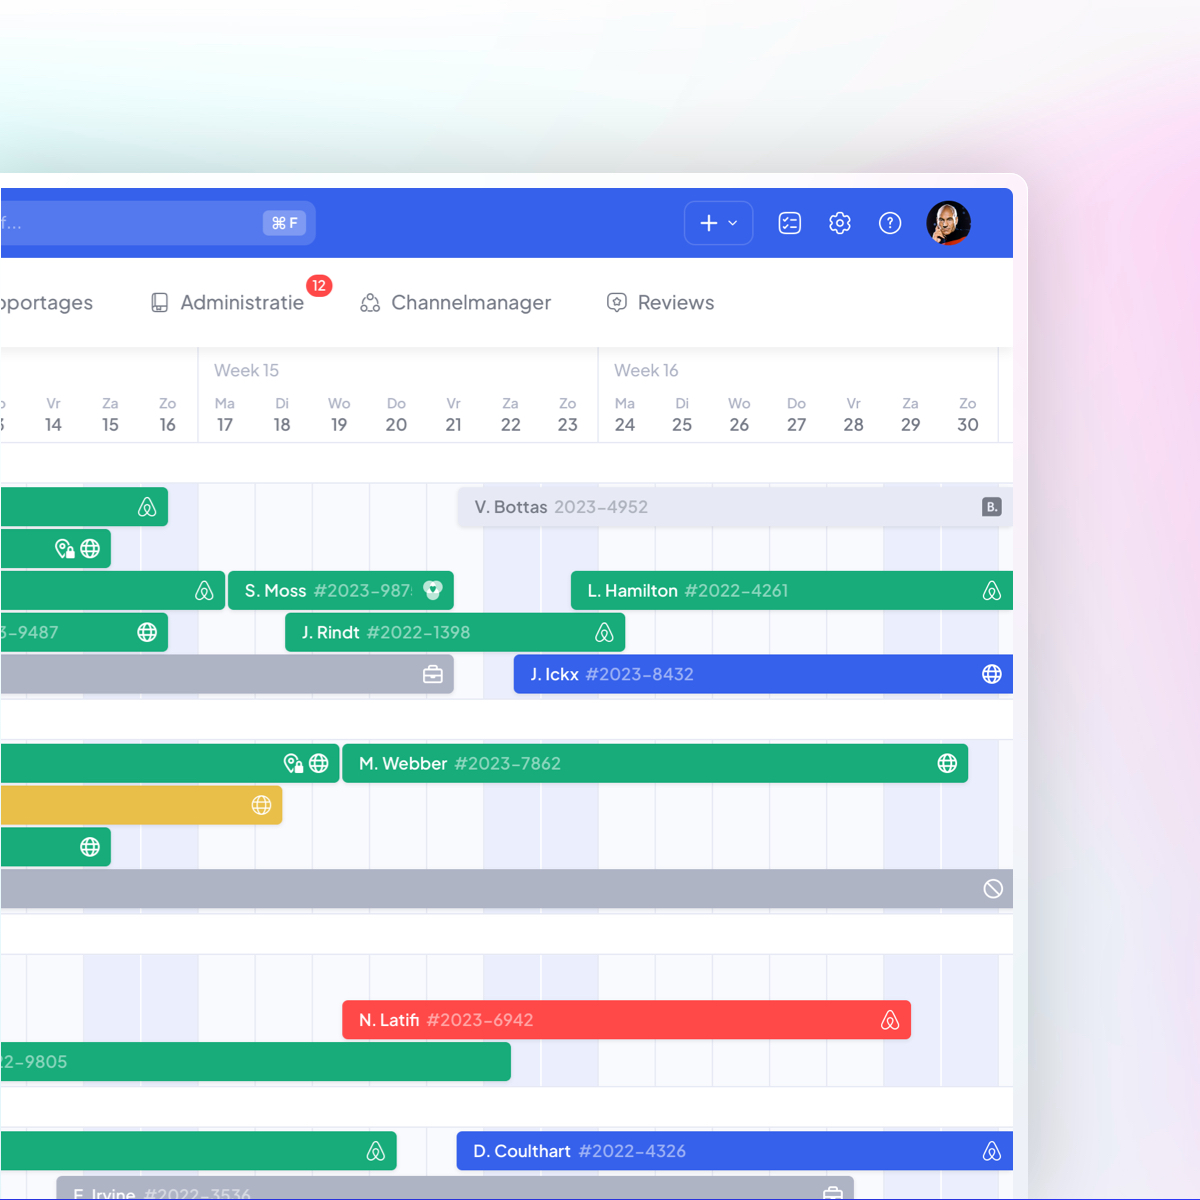 f... ⌘ F
pportages Administratie 12 Channelmanager Reviews
Week 15 Week 16
Vr Za Zo Ma Di Wo Do Vr Za Zo Ma Di Wo Do Vr Za Zo
14 15 16 17 18 19 20 21 22 23 24 25 26 27 28 29 30
V. Bottas 2023-4952 B.
S. Moss #2023-987 L. Hamilton #2022-4261
3-9487 J. Rindt #2022-1398
J. Ickx #2023-8432
M. Webber #2023-7862
N. Latifi #2023-6942
22-9805
D. Coulthart #2022-4326
E. Irvine #2022-3536